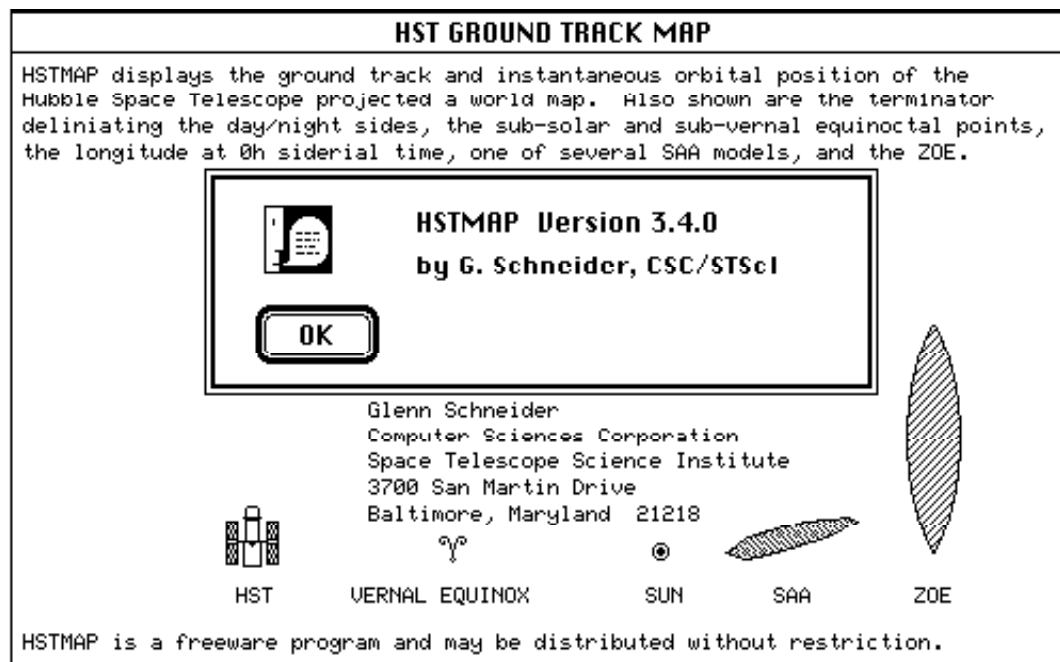 HST GROUND TRACK MAP
HSTMAP displays the ground track and instantaneous orbital position of the
Hubble Space Telescope projected a world map. Also shown are the terminator
deliniating the day/night sides, the sub-solar and sub-vernal equinoctal points,
the longitude at 0h siderial time, one of several SAA models, and the ZOE.
HSTMAP Version 3.4.0
by G. Schneider, CSC/STScI
OK
Glenn Schneider
Computer Sciences Corporation
Space Telescope Science Institute
3700 San Martin Drive
Baltimore, Maryland 21218
HST VERNAL EQUINOX SUN SAA ZOE
HSTMAP is a freeware program and may be distributed without restriction.